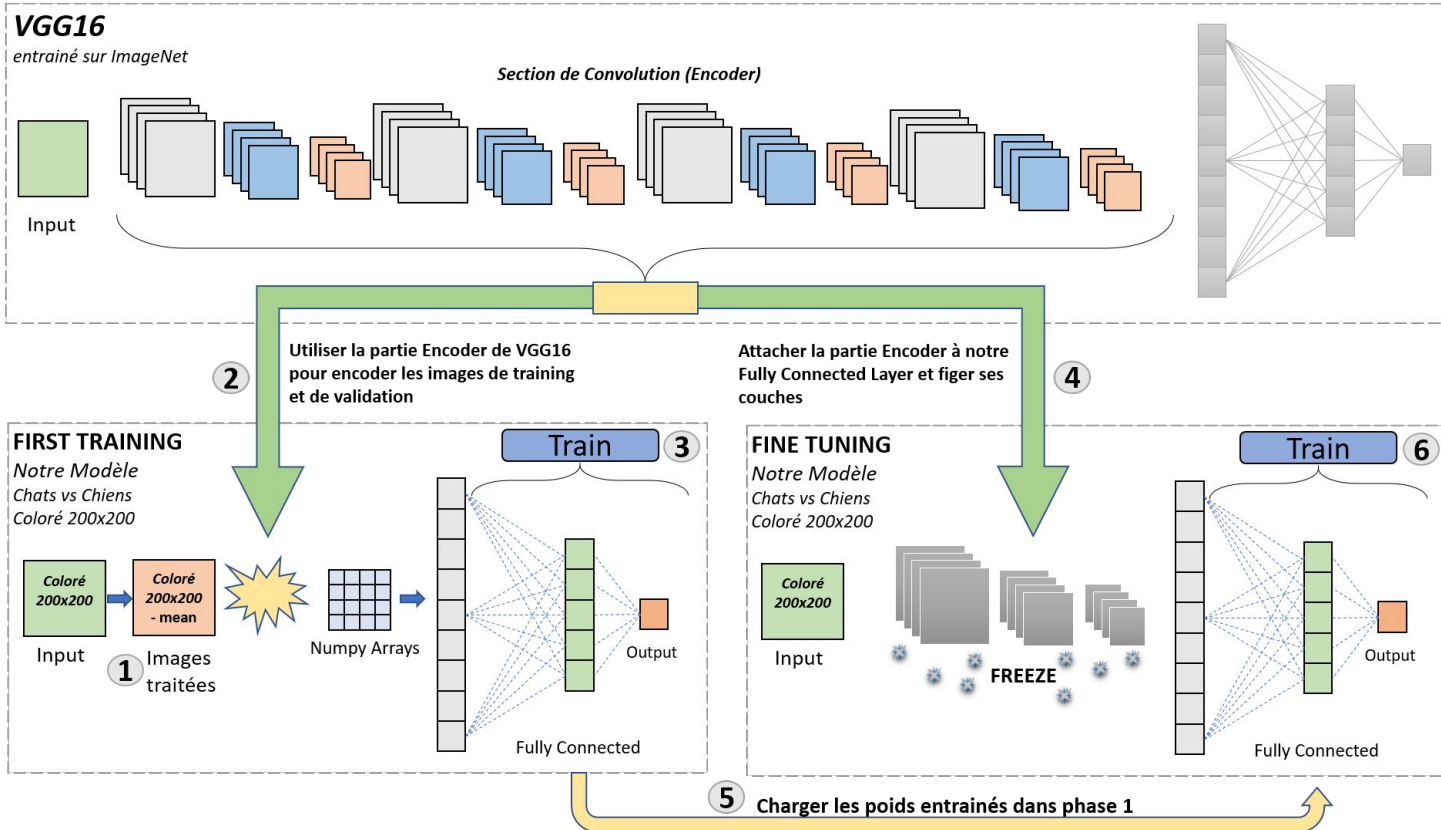 VGG16
entrainé sur ImageNet
Section de Convolution (Encoder)
Input
2
Utiliser la partie Encoder de VGG16
pour encoder les images de training
et de validation
Attacher la partie Encoder à notre
Fully Connected Layer et figer ses
couches
4
FIRST TRAINING
Notre Modèle
Chats vs Chiens
Coloré 200x200
Train
3
Coloré
200x200
Input
Coloré
200x200
- mean
1
Images
traitées
Numpy Arrays
Output
Fully Connected
FINE TUNING
Notre Modèle
Chats vs Chiens
Coloré 200x200
Train
6
Coloré
200x200
Input
FREEZE
Output
Fully Connected
5
Charger les poids entrainés dans phase 1